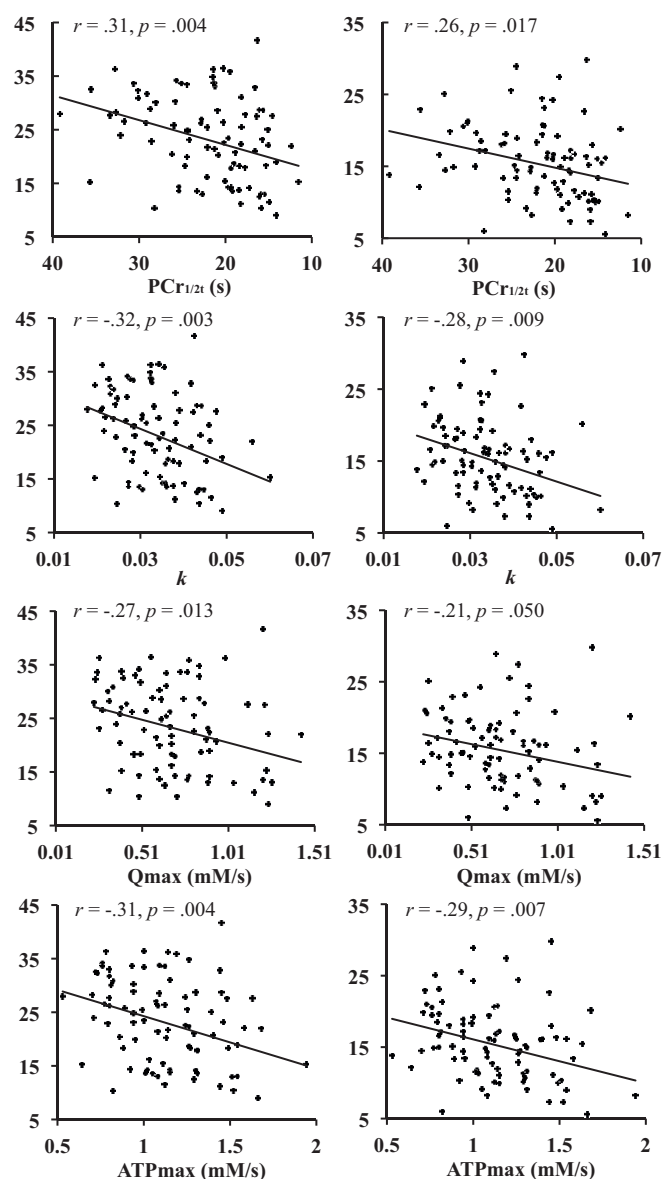 r = .31, p = .004
45
35
25
15
5
40 30 20 10
PCr1/2t (s)
r = .26, p = .017
35
25
15
5
40 30 20 10
PCr1/2t (s)
r = -.32, p = .003
45
35
25
15
5
0.01 0.03 0.05 0.07
k
r = -.28, p = .009
35
25
15
5
0.01 0.03 0.05 0.07
k
r = -.27, p = .013
45
35
25
15
5
0.01 0.51 1.01 1.51
Qmax (mM/s)
r = -.21, p = .050
35
25
15
5
0.01 0.51 1.01 1.51
Qmax (mM/s)
r = -.31, p = .004
45
35
25
15
5
0.5 1 1.5 2
ATPmax (mM/s)
r = -.29, p = .007
35
25
15
5
0.5 1 1.5 2
ATPmax (mM/s)